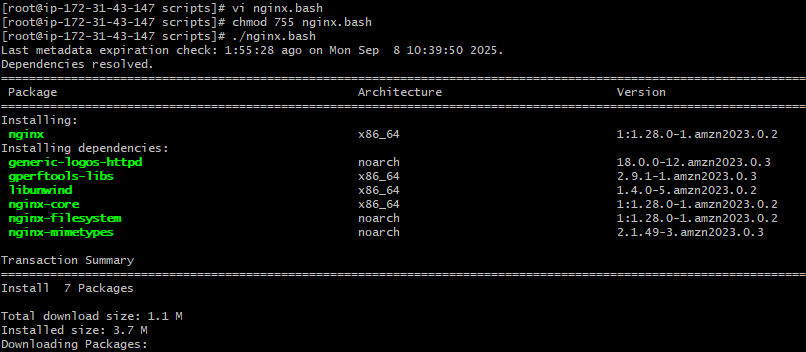 [root@ip-172-31-43-147 scripts]# vi nginx.bash
[root@ip-172-31-43-147 scripts]# chmod 755 nginx.bash
[root@ip-172-31-43-147 scripts]# ./nginx.bash
Last metadata expiration check: 1:55:28 ago on Mon Sep  8 10:39:50 2025.
Dependencies resolved.
================================================================================
Package Architecture Version
================================================================================
Installing:
nginx x86_64 1:1.28.0-1.amzn2023.0.2
Installing dependencies:
generic-logos-httpd noarch 18.0.0-12.amzn2023.0.3
gperftools-libs x86_64 2.9.1-1.amzn2023.0.3
libunwind x86_64 1.4.0-5.amzn2023.0.2
nginx-core x86_64 1:1.28.0-1.amzn2023.0.2
nginx-filesystem noarch 1:1.28.0-1.amzn2023.0.2
nginx-mimetypes noarch 2.1.49-3.amzn2023.0.3
Transaction Summary
================================================================================
Install  7 Packages
Total download size: 1.1 M
Installed size: 3.7 M
Downloading Packages: